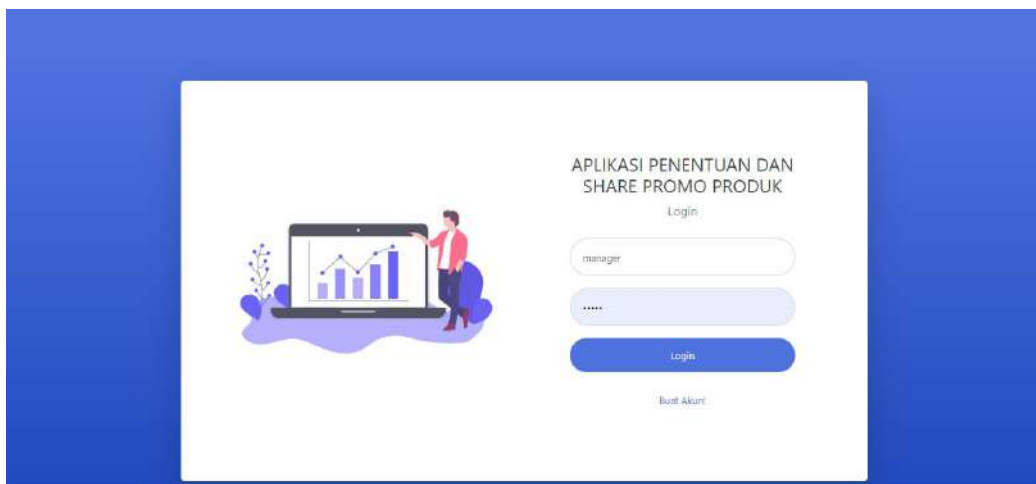 APLIKASI PENENTUAN DAN
SHARE PROMO PRODUK
Login
manager
•••••
Login
Buat Akun!